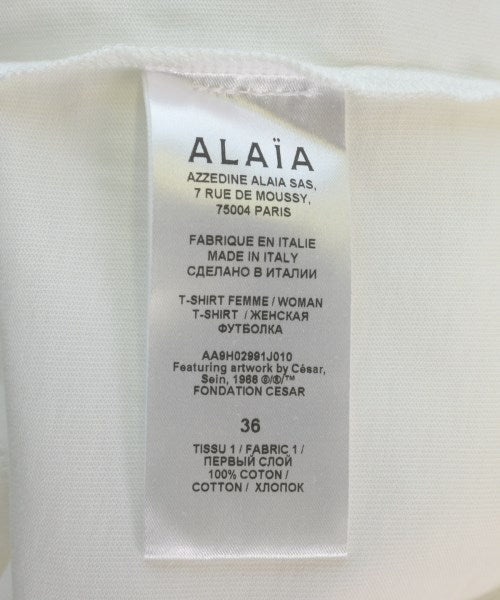 ALAÏA
AZZEDINE ALAIA SAS,
7 RUE DE MOUSSY,
75004 PARIS
FABRIQUE EN ITALIE
MADE IN ITALY
СДЕЛАНО В ИТАЛИИ
T-SHIRT FEMME / WOMAN
T-SHIRT / ЖЕНСКАЯ
ФУТБОЛКА
AA9H02991J010
Featuring artwork by César,
Sein, 1966 ©/®/™
FONDATION CESAR
36
TISSU 1 / FABRIC 1 /
ПЕРВЫЙ СЛОЙ
100% COTON /
COTTON / ХЛОПОК